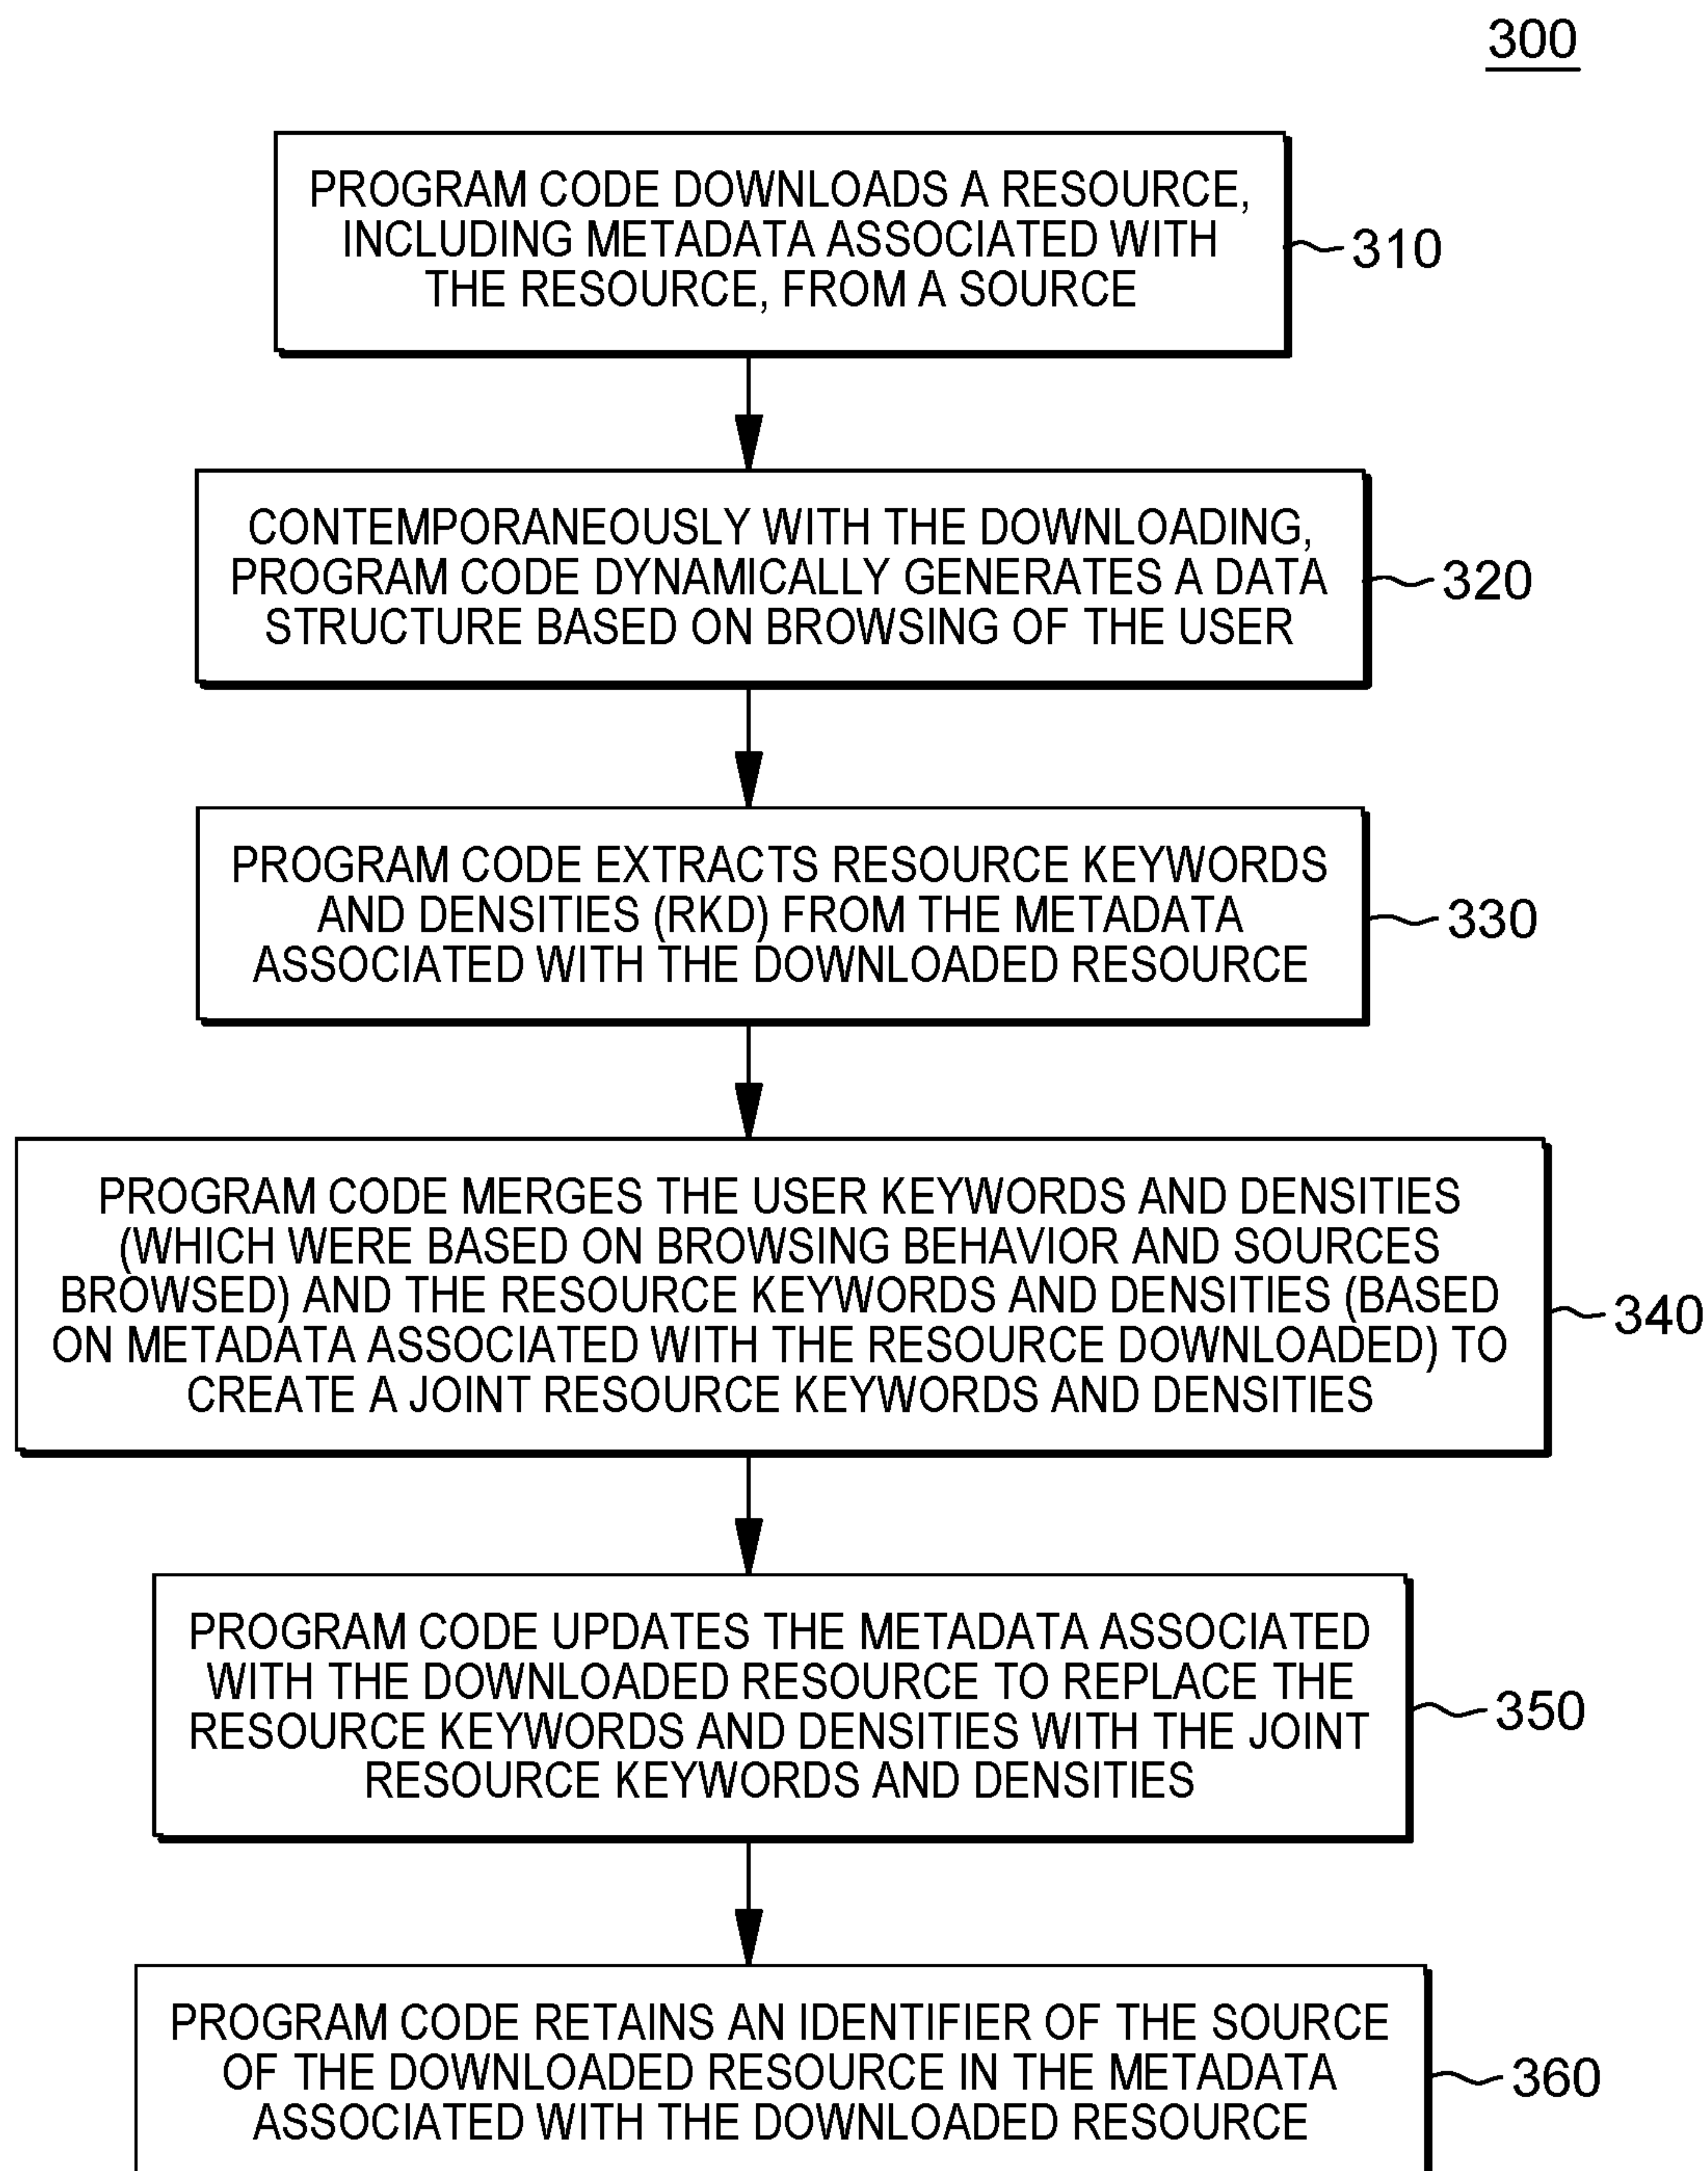 300
PROGRAM CODE DOWNLOADS A RESOURCE,
INCLUDING METADATA ASSOCIATED WITH
THE RESOURCE, FROM A SOURCE
310
CONTEMPORANEOUSLY WITH THE DOWNLOADING,
PROGRAM CODE DYNAMICALLY GENERATES A DATA
STRUCTURE BASED ON BROWSING OF THE USER
320
PROGRAM CODE EXTRACTS RESOURCE KEYWORDS
AND DENSITIES (RKD) FROM THE METADATA
ASSOCIATED WITH THE DOWNLOADED RESOURCE
330
PROGRAM CODE MERGES THE USER KEYWORDS AND DENSITIES
(WHICH WERE BASED ON BROWSING BEHAVIOR AND SOURCES
BROWSED) AND THE RESOURCE KEYWORDS AND DENSITIES (BASED
ON METADATA ASSOCIATED WITH THE RESOURCE DOWNLOADED) TO
CREATE A JOINT RESOURCE KEYWORDS AND DENSITIES
340
PROGRAM CODE UPDATES THE METADATA ASSOCIATED
WITH THE DOWNLOADED RESOURCE TO REPLACE THE
RESOURCE KEYWORDS AND DENSITIES WITH THE JOINT
RESOURCE KEYWORDS AND DENSITIES
350
PROGRAM CODE RETAINS AN IDENTIFIER OF THE SOURCE
OF THE DOWNLOADED RESOURCE IN THE METADATA
ASSOCIATED WITH THE DOWNLOADED RESOURCE
360